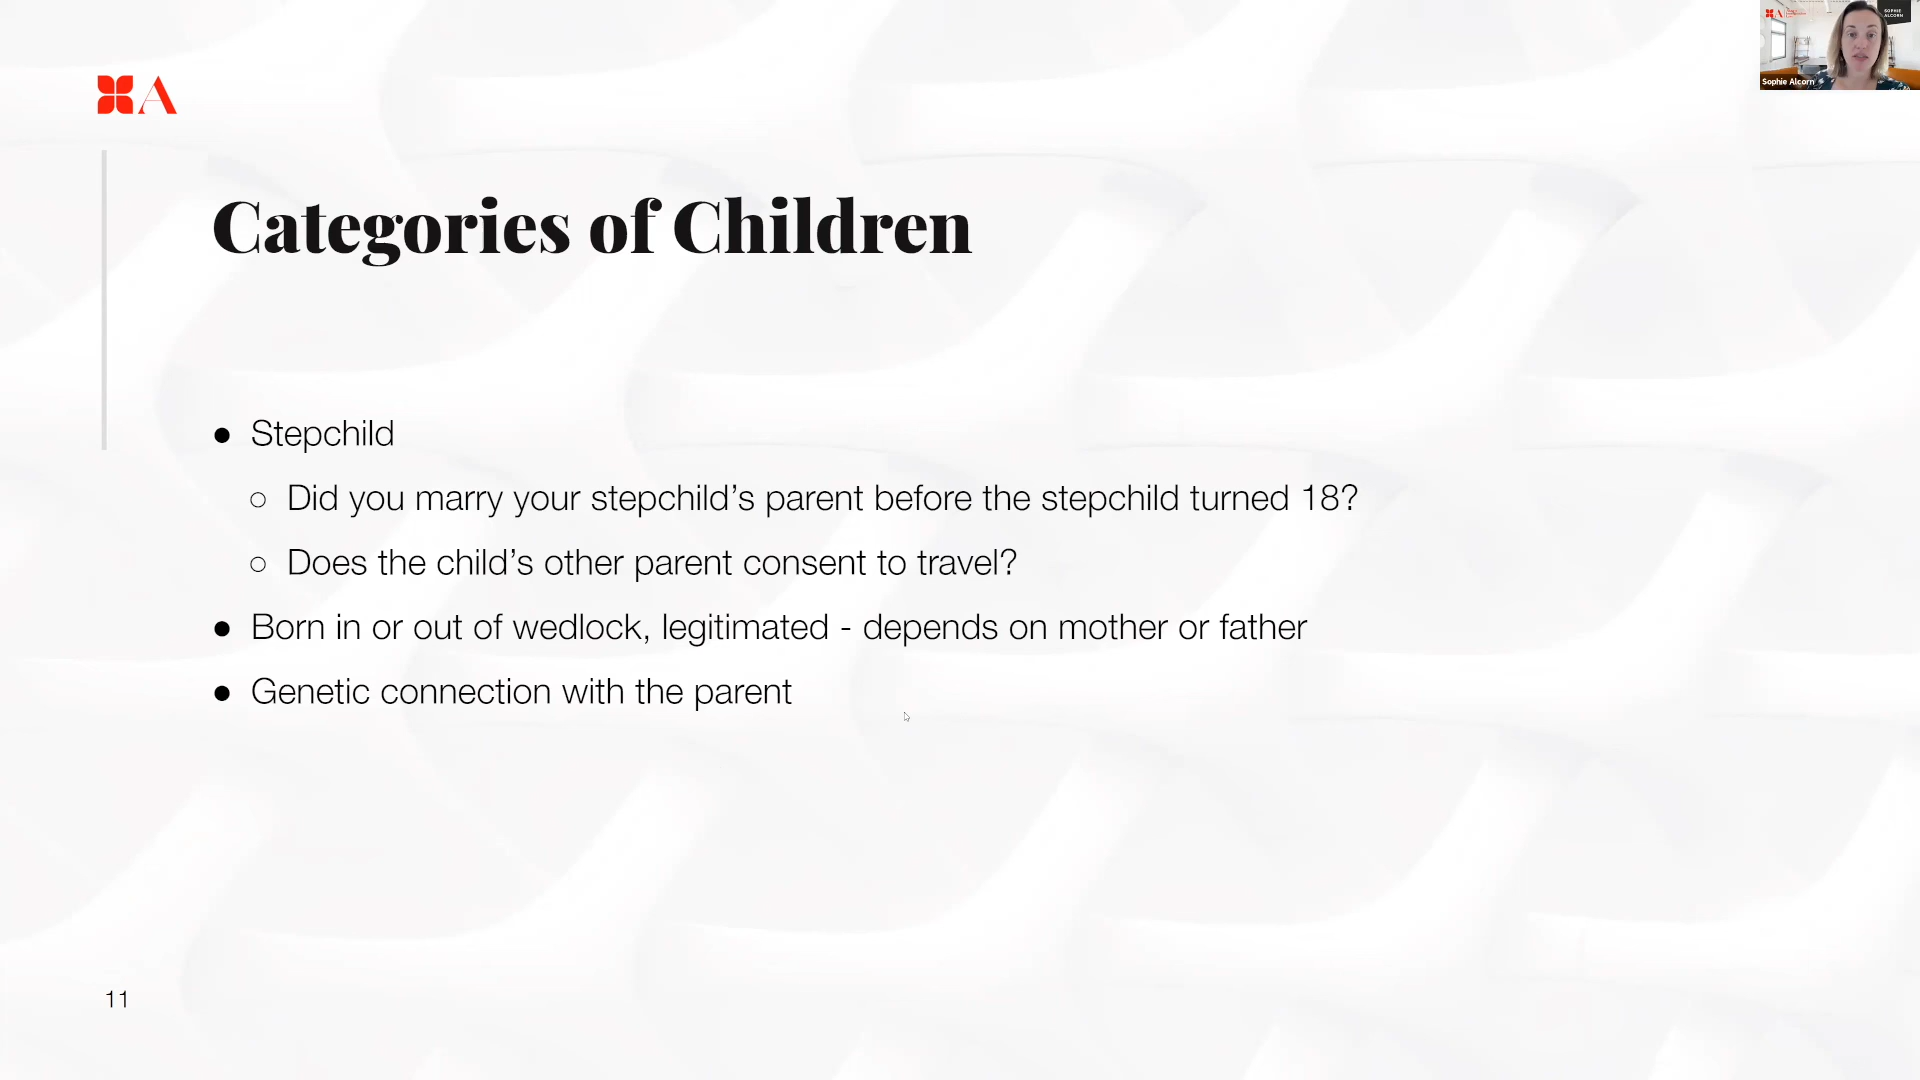 A
SOPHIE
ALCORN
Sophie Alcorn
Categories of Children
● Stepchild
○ Did you marry your stepchild’s parent before the stepchild turned 18?
○ Does the child’s other parent consent to travel?
● Born in or out of wedlock, legitimated - depends on mother or father
● Genetic connection with the parent
11